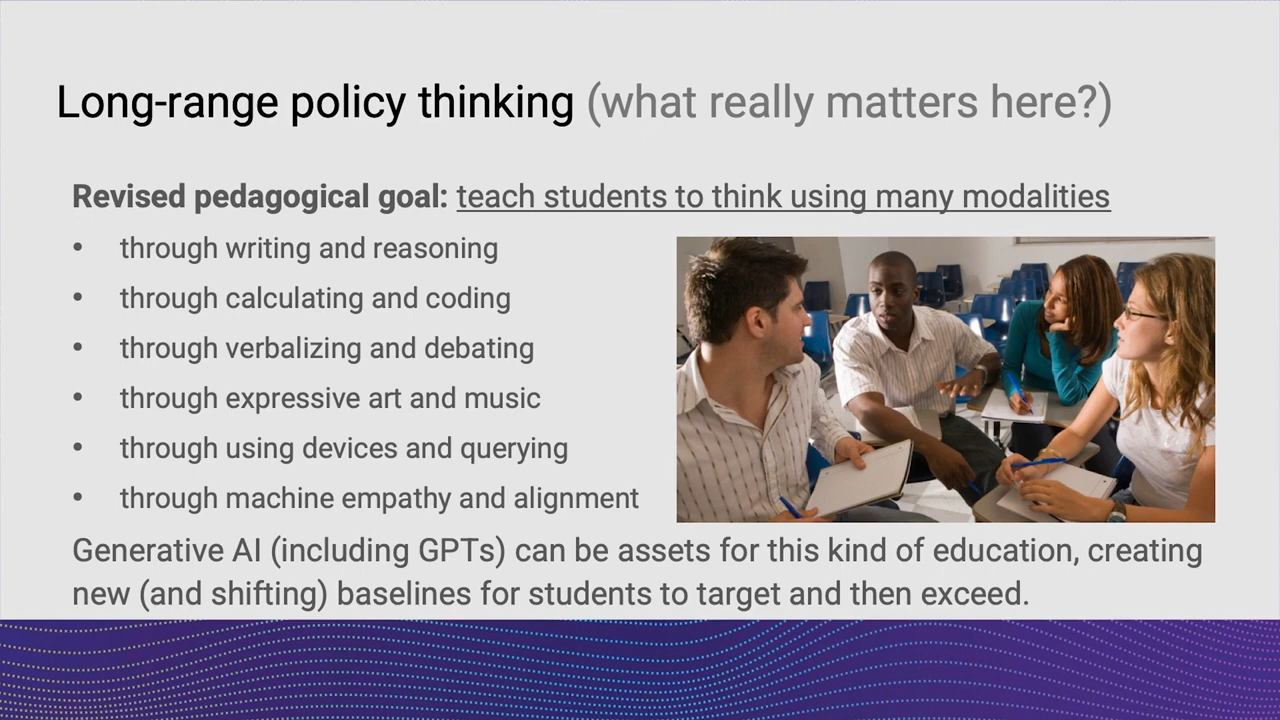 Long-range policy thinking (what really matters here?)
Revised pedagogical goal: teach students to think using many modalities
• through writing and reasoning
• through calculating and coding
• through verbalizing and debating
• through expressive art and music
• through using devices and querying
• through machine empathy and alignment
Generative AI (including GPTs) can be assets for this kind of education, creating
new (and shifting) baselines for students to target and then exceed.